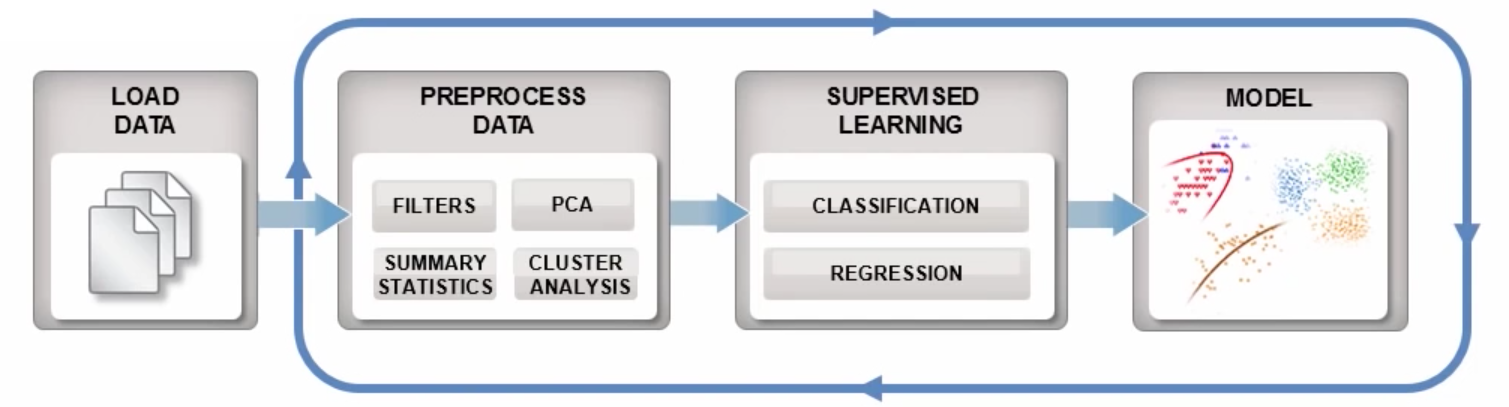 LOAD
DATA
PREPROCESS
DATA
FILTERS
PCA
SUMMARY
STATISTICS
CLUSTER
ANALYSIS
SUPERVISED
LEARNING
CLASSIFICATION
REGRESSION
MODEL